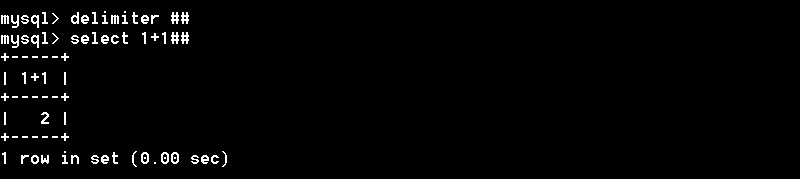 mysql> delimiter ##
mysql> select 1+1##
+-----+
| 1+1 |
+-----+
|   2 |
+-----+
1 row in set (0.00 sec)